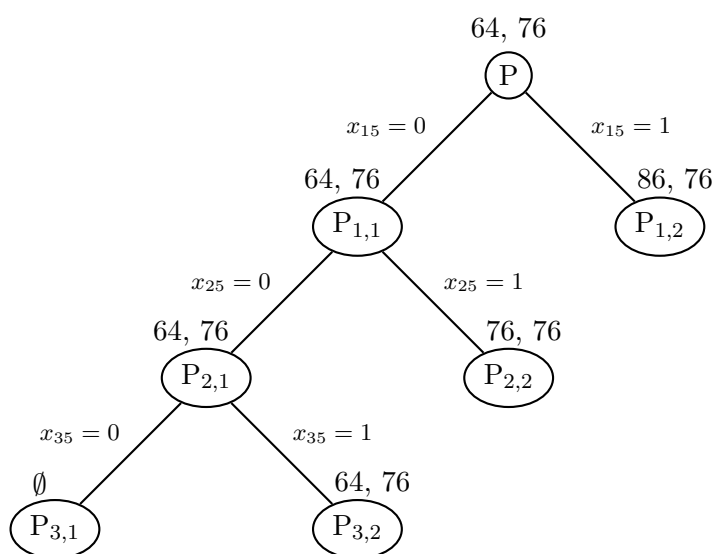 64, 76
P
x₁₅ = 0
x₁₅ = 1
64, 76
86, 76
P₁,₁
P₁,₂
x₂₅ = 0
x₂₅ = 1
64, 76
76, 76
P₂,₁
P₂,₂
x₃₅ = 0
x₃₅ = 1
∅
64, 76
P₃,₁
P₃,₂